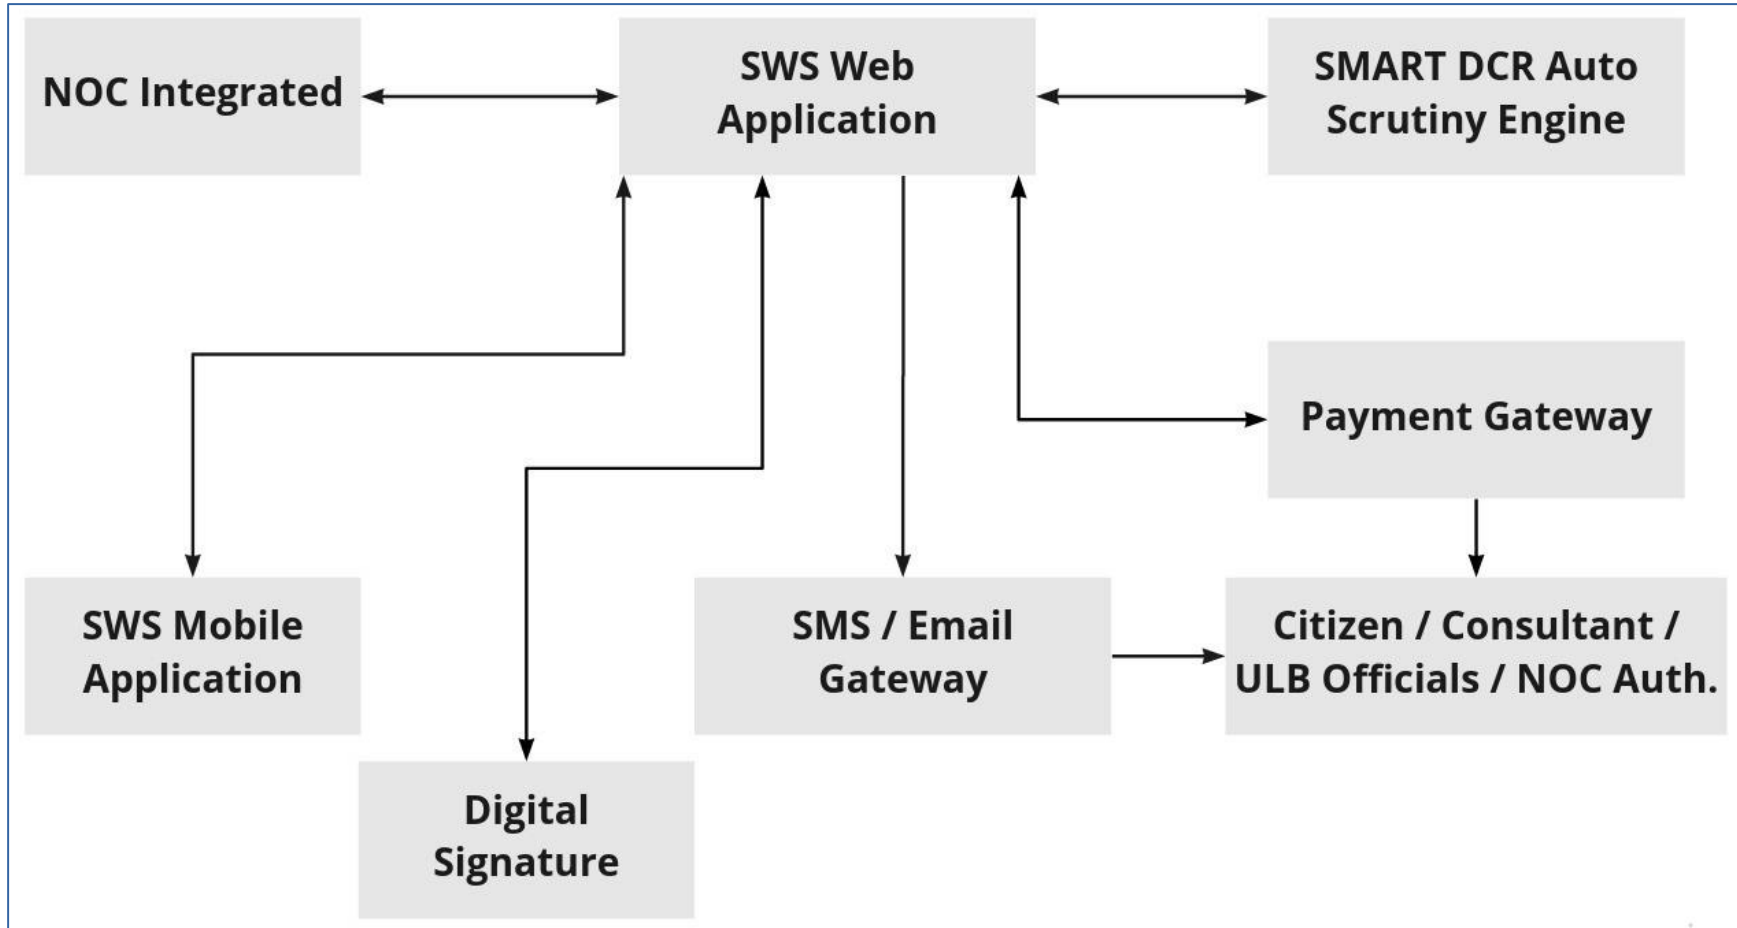 NOC Integrated
SWS Web
Application
SMART DCR Auto
Scrutiny Engine
Payment Gateway
SWS Mobile
Application
SMS / Email
Gateway
Citizen / Consultant /
ULB Officials / NOC Auth.
Digital
Signature